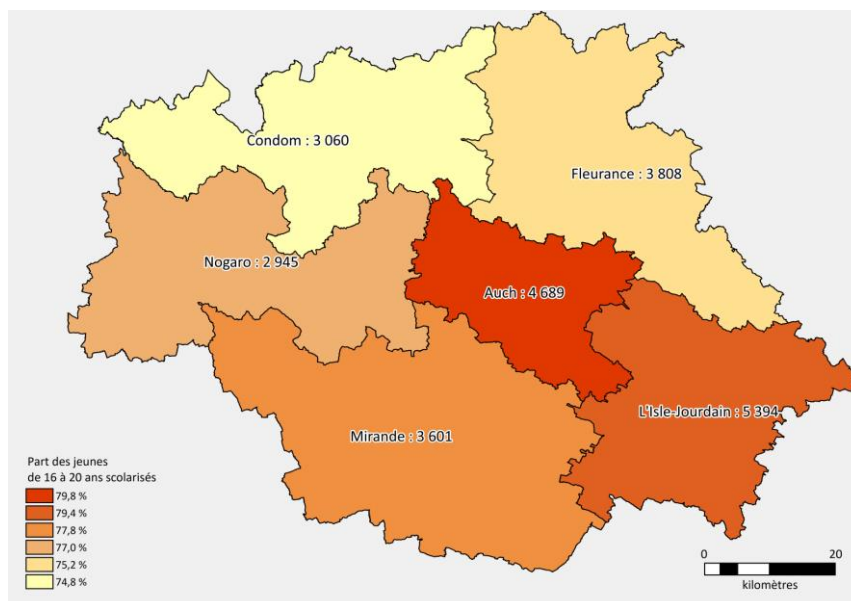 Condom : 3 060
Fleurance : 3 808
Nogaro : 2 945
Auch : 4 689
L'Isle-Jourdain : 5 394
Mirande : 3 601
Part des jeunes
de 16 à 20 ans scolarisés
79,8 %
79,4 %
77,8 %
77,0 %
75,2 %
74,8 %
0 20
kilomètres